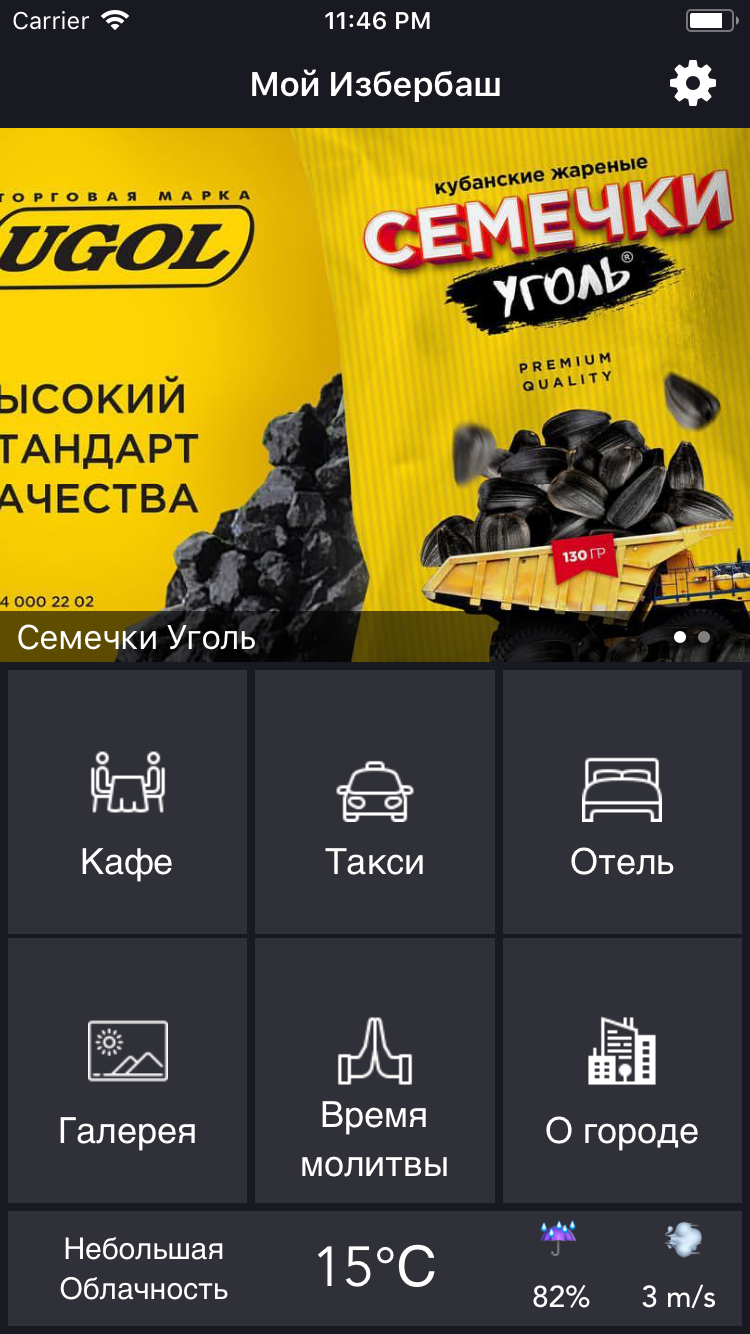 Carrier 11:46 PM
Мой Избербаш
ТОРГОВАЯ МАРКА
UGOL
ЫСОКИЙ
ТАНДАРТ
АЧЕСТВА
4 000 22 02
кубанские жареные
СЕМЕЧКИ
УГОЛЬ®
PREMIUM
QUALITY
130 ГР
Семечки Уголь
Кафе Такси Отель
Галерея Время молитвы О городе
Небольшая
Облачность
15°C
82% 3 m/s